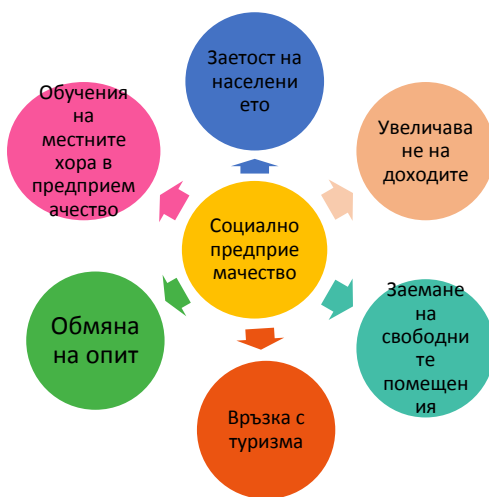 Заетост на
населени
ето
Обучения
на
местните
хора в
предприем
ачество
Увеличава
не на
доходите
Социално
предприе
мачество
Обмяна
на опит
Заемане
на
свободни
те
помещен
ия
Връзка с
туризма